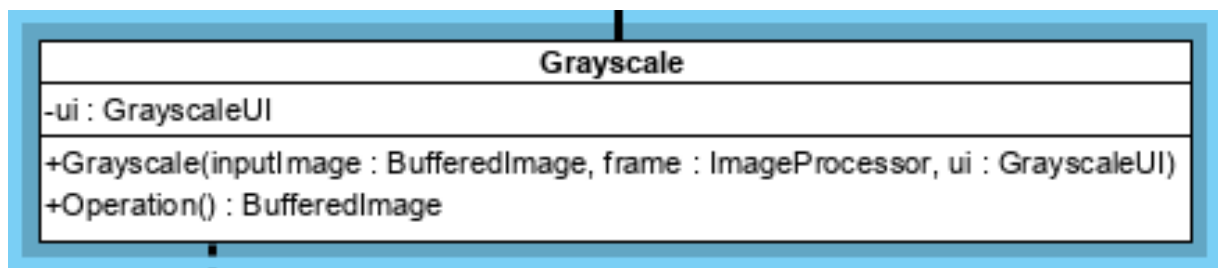 Grayscale
-ui : GrayscaleUI
+Grayscale(inputImage : BufferedImage, frame : ImageProcessor, ui : GrayscaleUI)
+Operation() : BufferedImage